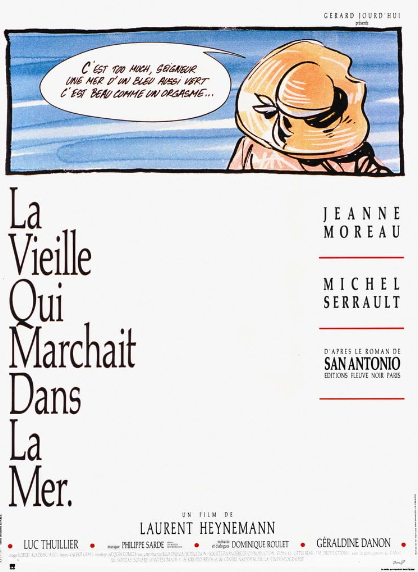 GERARD JOURD'HUI
présente
C'EST TOO MUCH, SEIGNEUR
UNE MER D'UN BLEU AUSSI VERT
C'EST BEAU COMME UN ORGASME...
La
Vieille
Qui
Marchait
Dans
La
Mer.
JEANNE
MOREAU
MICHEL
SERRAULT
D'APRÈS LE ROMAN DE
SAN ANTONIO
EDITIONS FLEUVE NOIR PARIS
UN FILM DE
LAURENT HEYNEMANN
LUC THUILLIER
musique PHILIPPE SARDE
DOMINIQUE ROULET
GÉRALDINE DANON